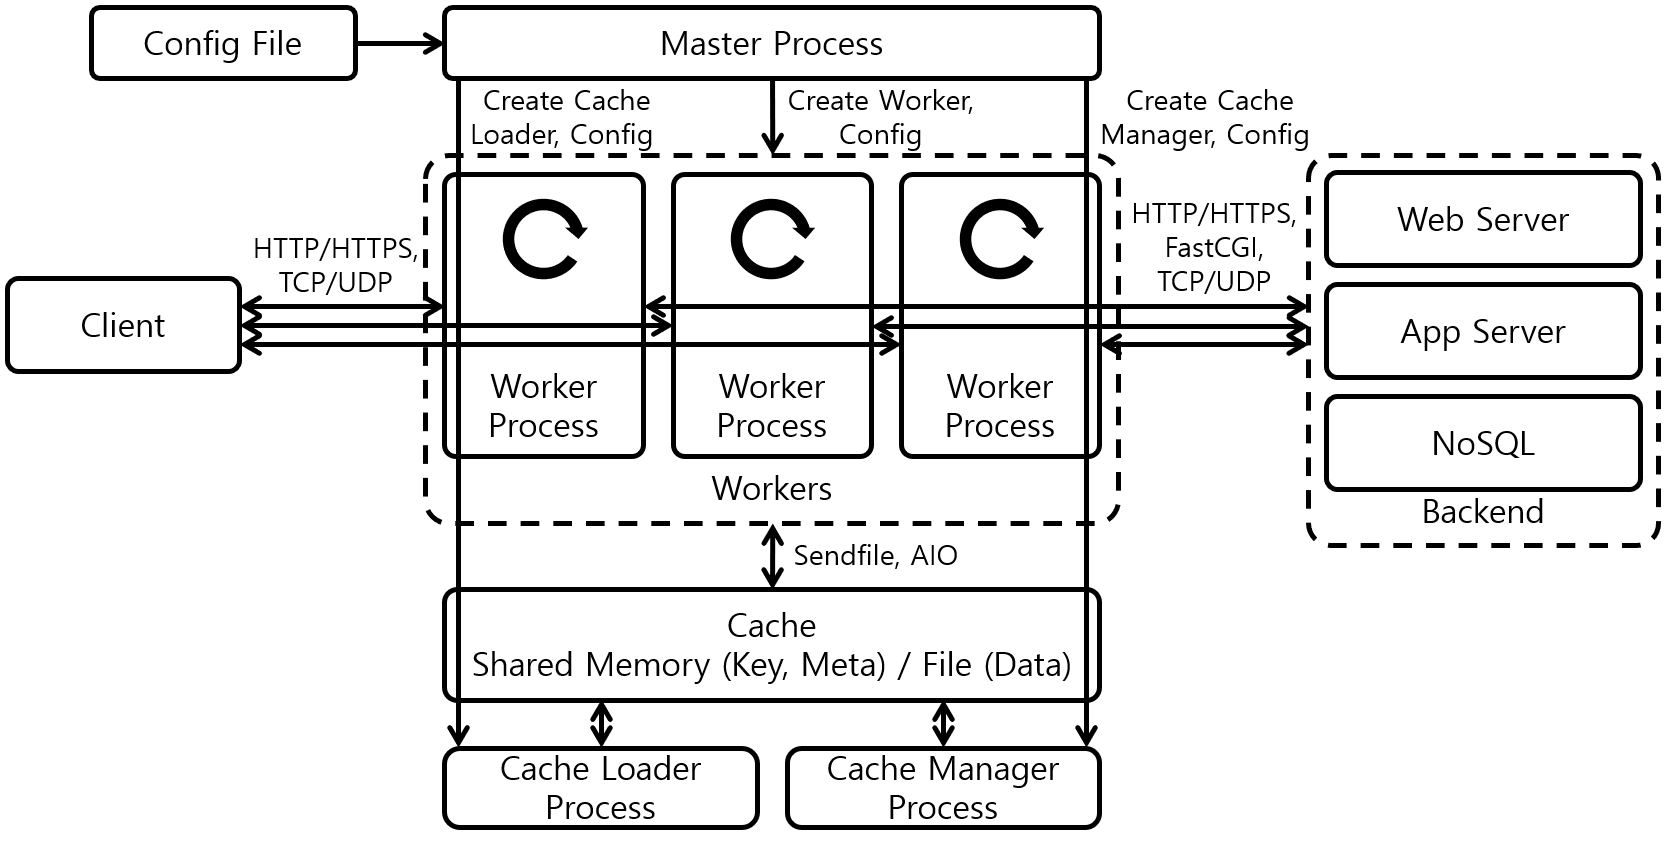 Config File
Master Process
Create Cache
Loader, Config
Create Worker,
Config
Create Cache
Manager, Config
HTTP/HTTPS,
TCP/UDP
Client
Worker
Process
Worker
Process
Worker
Process
Workers
HTTP/HTTPS,
FastCGI,
TCP/UDP
Web Server
App Server
NoSQL
Backend
Sendfile, AIO
Cache
Shared Memory (Key, Meta) / File (Data)
Cache Loader
Process
Cache Manager
Process